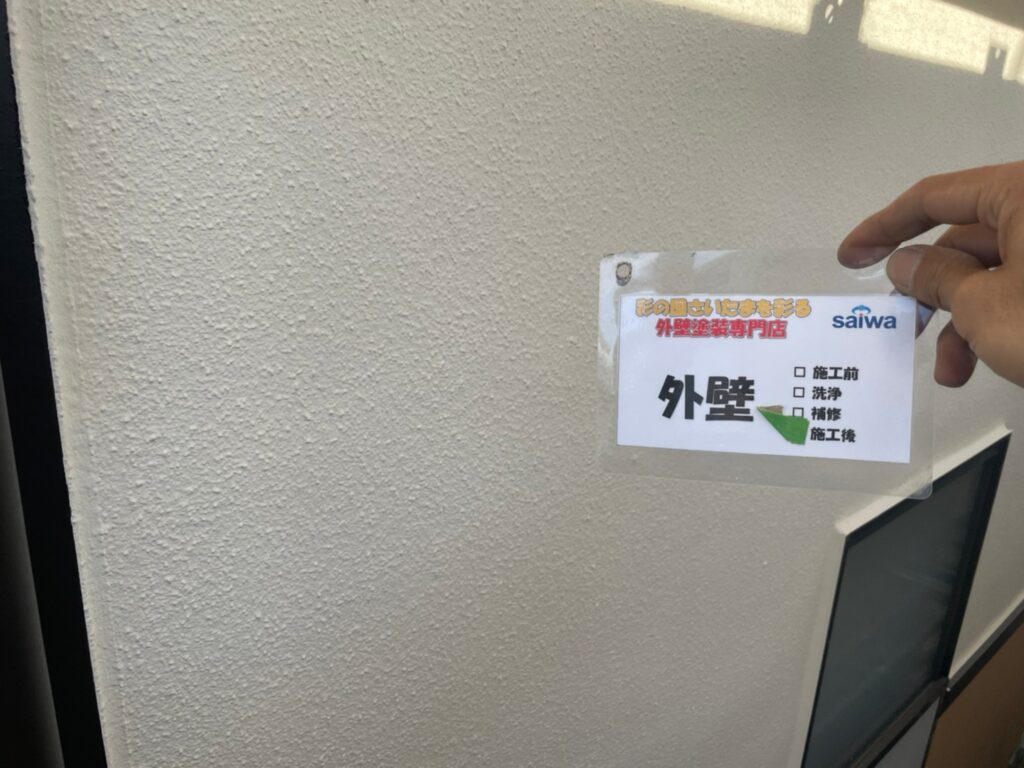 彩の国さいたまを彩る
外壁塗装専門店
saiwa
外壁
□ 施工前
□ 洗浄
□ 補修
施工後